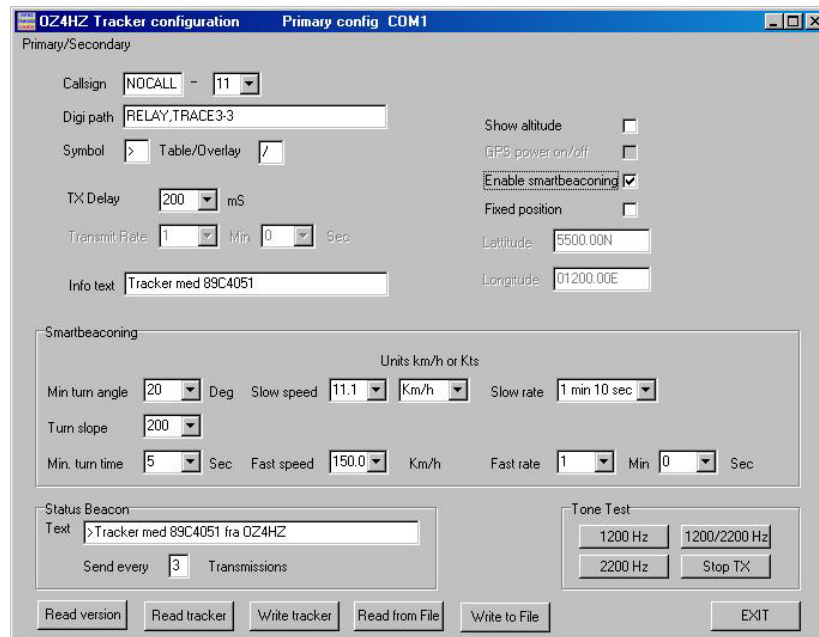 OZ4HZ Tracker configuration Primary config COM1
Primary/Secondary
Callsign NOCALL - 11
Digi path RELAY,TRACE3-3
Symbol > Table/Overlay /
TX Delay 200 mS
Transmit Rate 1 Min 0 Sec
Info text Tracker med 89C4051
Show altitude
GPS power on/off
Enable smartbeaconing
Fixed position
Lattitude 5500.00N
Longitude 01200.00E
Smartbeaconing
Units km/h or Kts
Min turn angle 20 Deg Slow speed 11.1 Km/h Slow rate 1 min 10 sec
Turn slope 200
Min. turn time 5 Sec Fast speed 150.0 Km/h Fast rate 1 Min 0 Sec
Status Beacon
Text >Tracker med 89C4051 fra OZ4HZ
Send every 3 Transmissions
Tone Test
1200 Hz 1200/2200 Hz
2200 Hz Stop TX
Read version Read tracker Write tracker Read from File Write to File EXIT